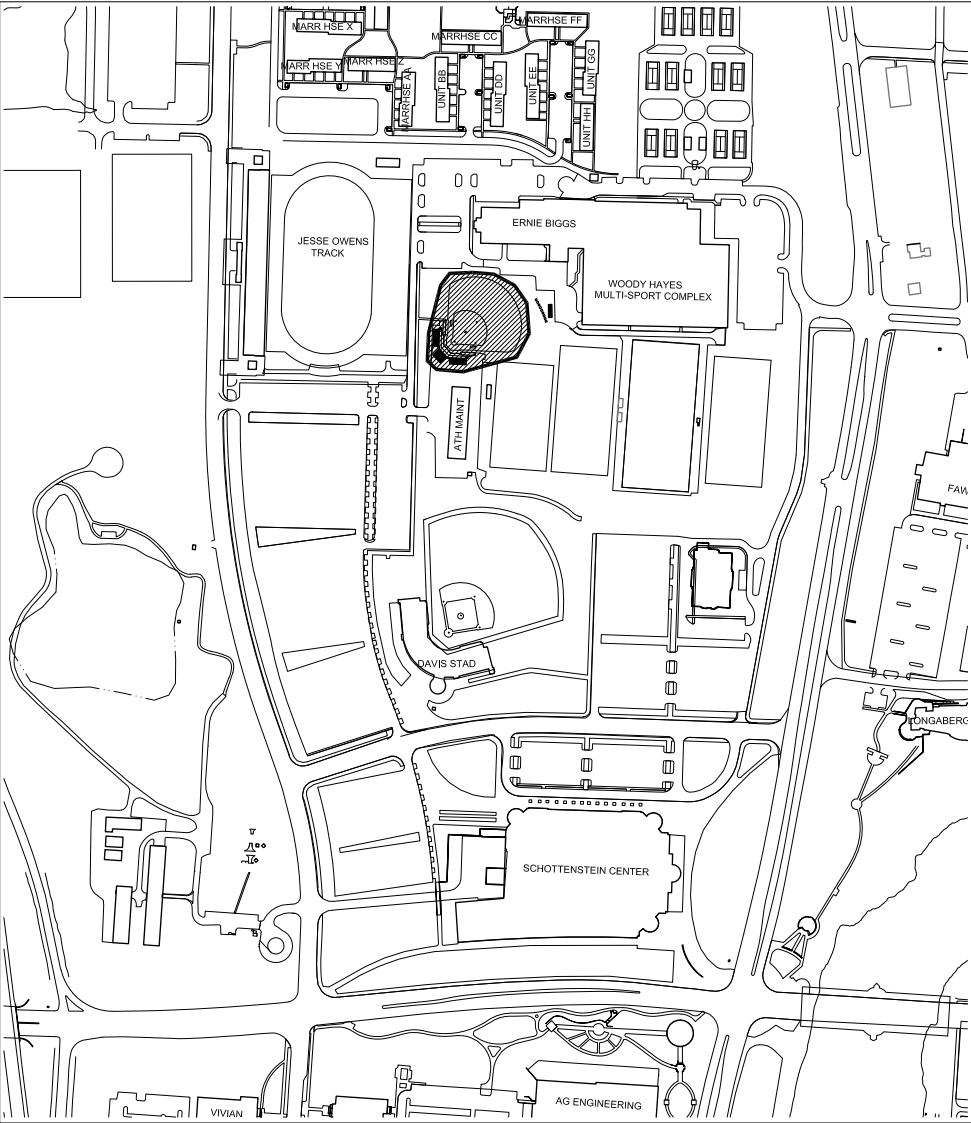 MARR HSE X
MARRHSE FF
MARRHSE CC
MARR HSE Y
MARR HSE Z
MARRHSE AA
UNIT BB
UNIT DD
UNIT EE
UNIT GG
UNIT HH
ERNIE BIGGS
JESSE OWENS
TRACK
WOODY HAYES
MULTI-SPORT COMPLEX
ATH MAINT
FAW
DAVIS STAD
LONGABERG
SCHOTTENSTEIN CENTER
VIVIAN
AG ENGINEERING